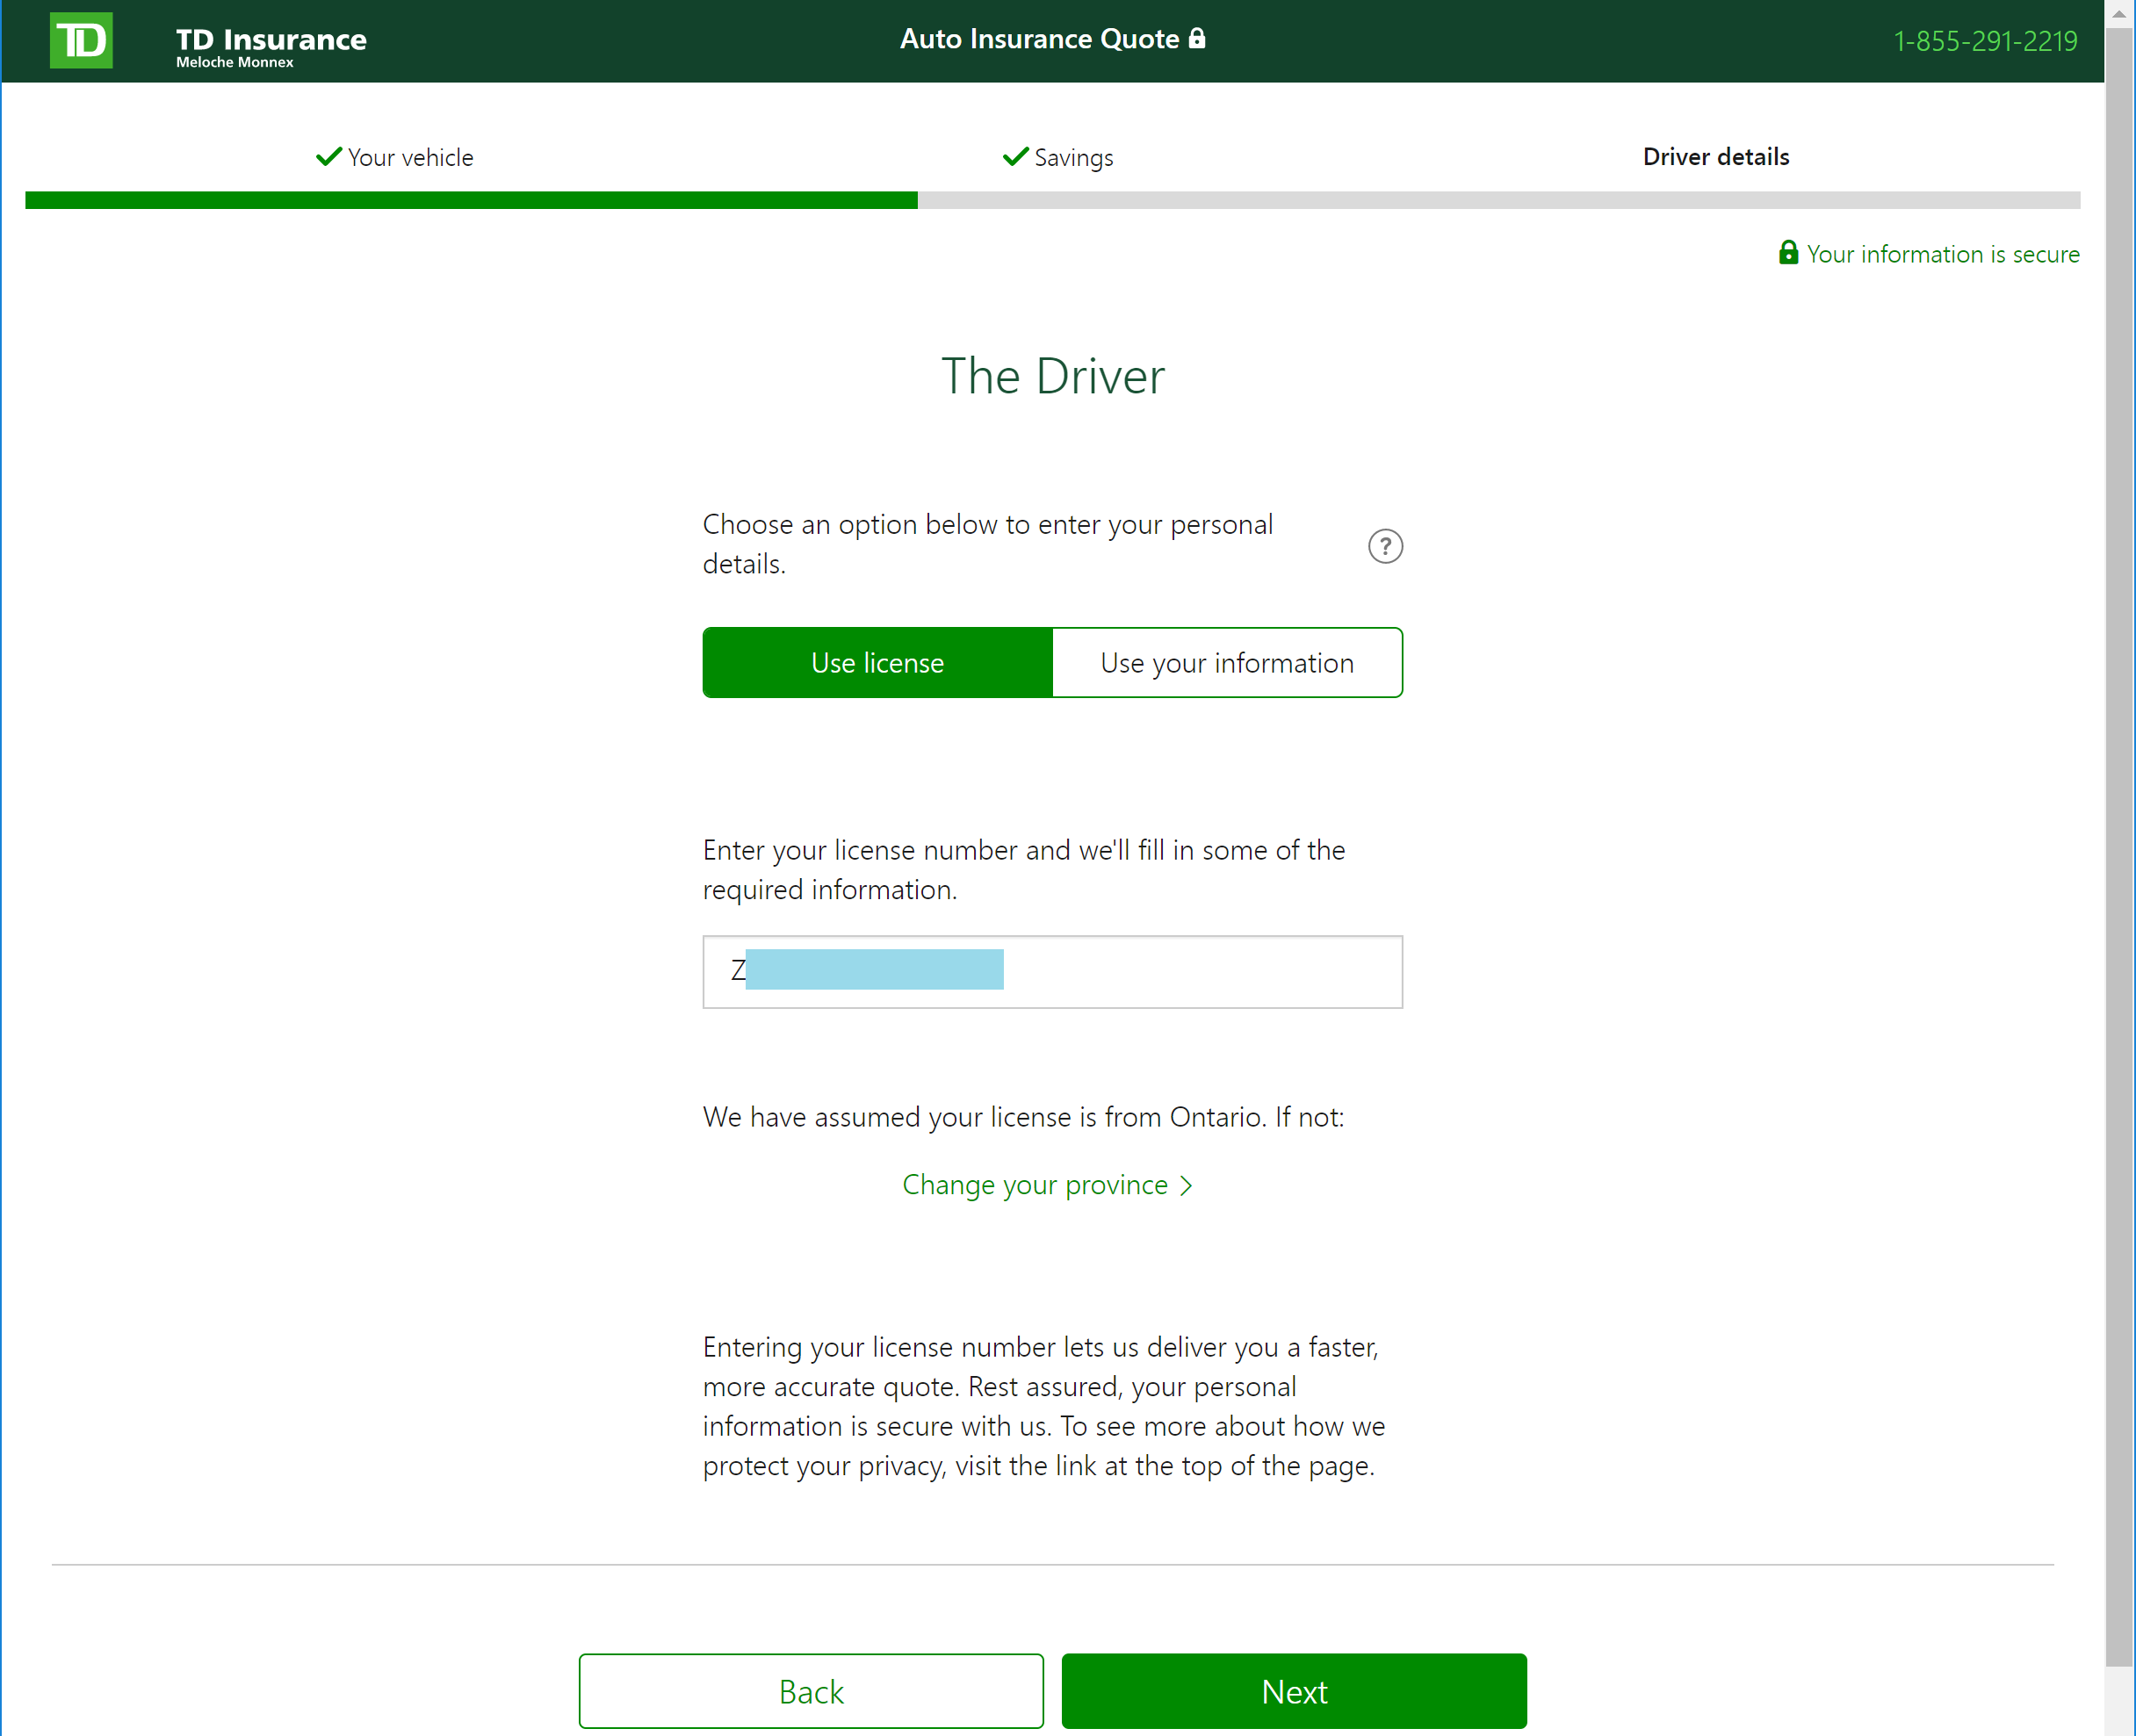 TD
TD Insurance
Meloche Monnex
Auto Insurance Quote
1-855-291-2219
Your vehicle
Savings
Driver details
Your information is secure
The Driver
Choose an option below to enter your personal
details.
?
Use license
Use your information
Enter your license number and we'll fill in some of the
required information.
Z
We have assumed your license is from Ontario. If not:
Change your province >
Entering your license number lets us deliver you a faster,
more accurate quote. Rest assured, your personal
information is secure with us. To see more about how we
protect your privacy, visit the link at the top of the page.
Back
Next